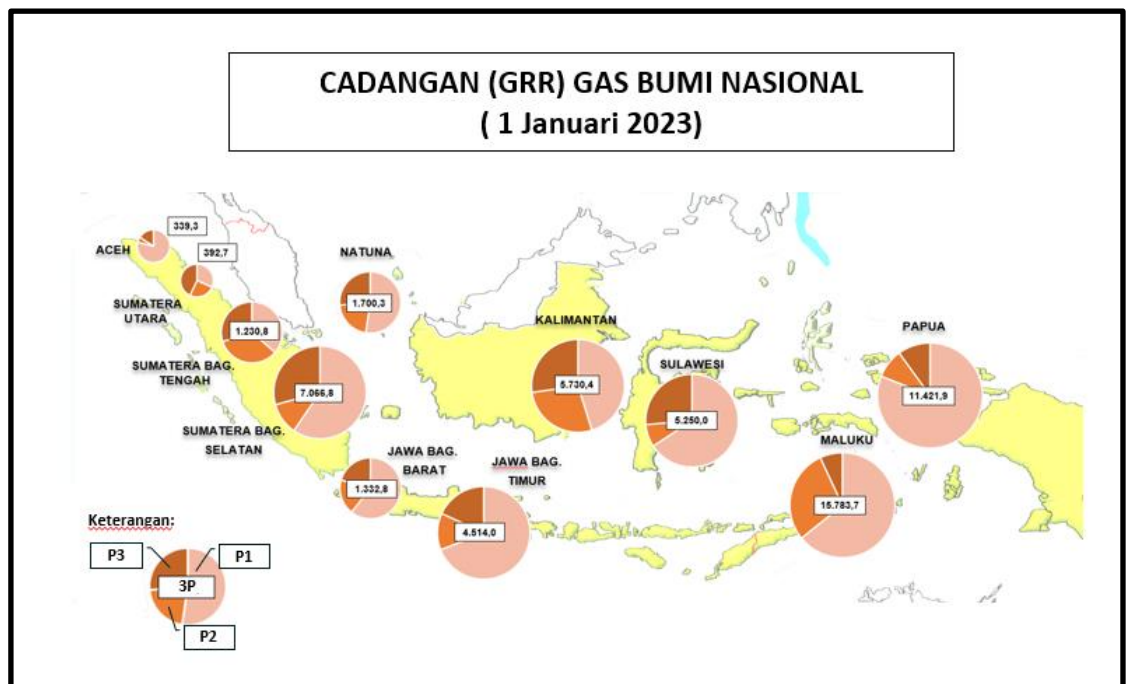 CADANGAN (GRR) GAS BUMI NASIONAL
( 1 Januari 2023)
339,3
ACEH
392,7
NATUNA
SUMATERA
UTARA
1.700,3
1.230,8
KALIMANTAN
PAPUA
SUMATERA BAG.
TENGAH
SULAWESI
7.066,8
5.730,4
11.421,9
5.250,0
SUMATERA BAG.
SELATAN
MALUKU
JAWA BAG.
BARAT
JAWA BAG.
TIMUR
1.332,8
15.783,7
4.514,0
Keterangan:
P3
P1
3P
P2